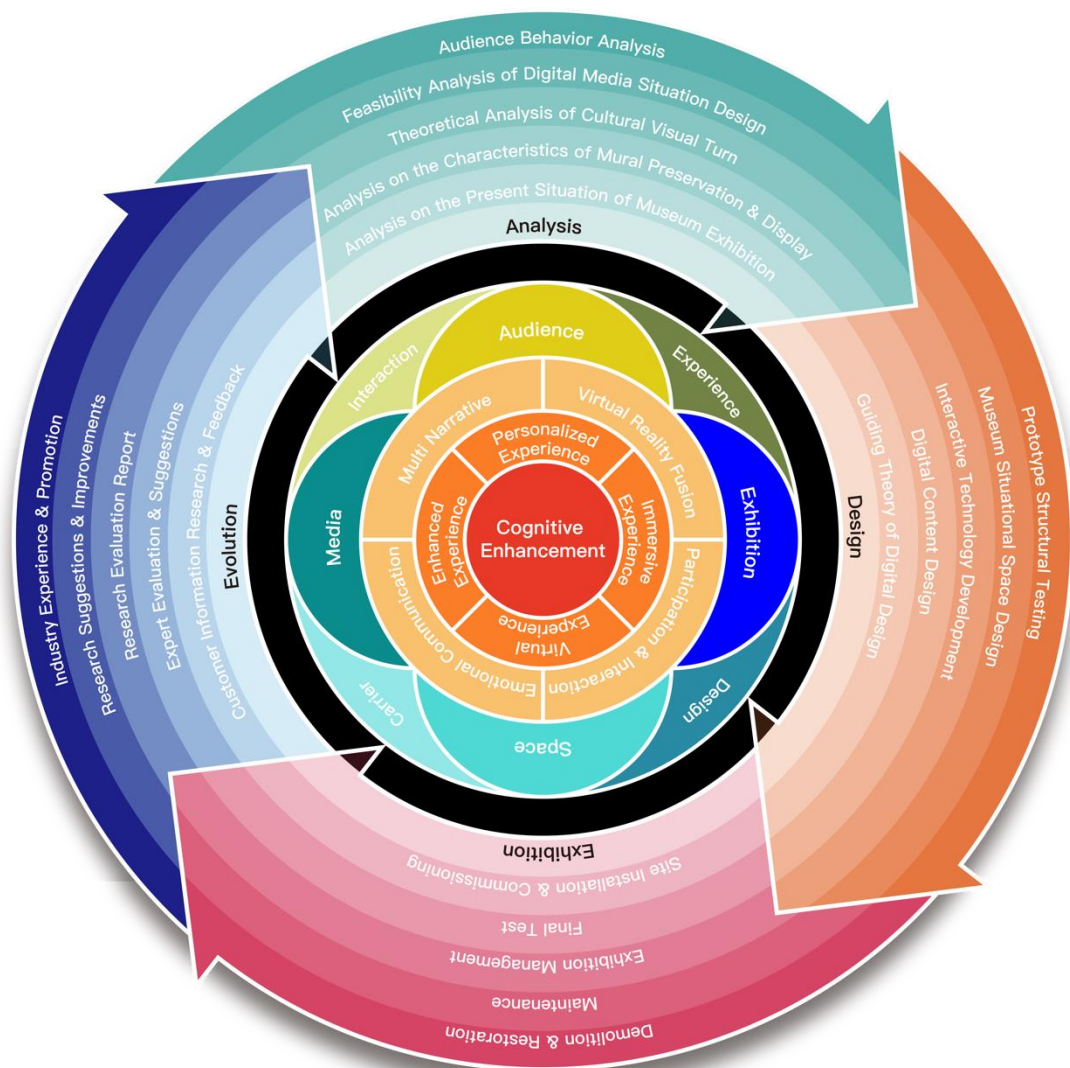 Audience Behavior Analysis
Feasibility Analysis of Digital Media Situation Design
Theoretical Analysis of Cultural Visual Turn
Analysis on the Characteristics of Mural Preservation & Display
Analysis on the Present Situation of Museum Exhibition
Analysis
Prototype Structural Testing
Museum Situational Space Design
Interactive Technology Development
Digital Content Design
Guiding Theory of Digital Design
Design
Exhibition
Site Installation & Commissioning
Final Test
Exhibition Management
Maintenance
Demolition & Restoration
Industry Experience & Promotion
Research Suggestions & Improvements
Research Evaluation Report
Expert Evaluation & Suggestions
Customer Information Research & Feedback
Evolution
Interaction
Audience
Experience
Exhibition
Design
Space
Carrier
Media
Multi Narrative
Virtual Reality Fusion
Participation & Interaction
Emotional Communication
Personalized
Experience
Immersive
Experience
Virtual
Experience
Enhanced
Experience
Cognitive
Enhancement